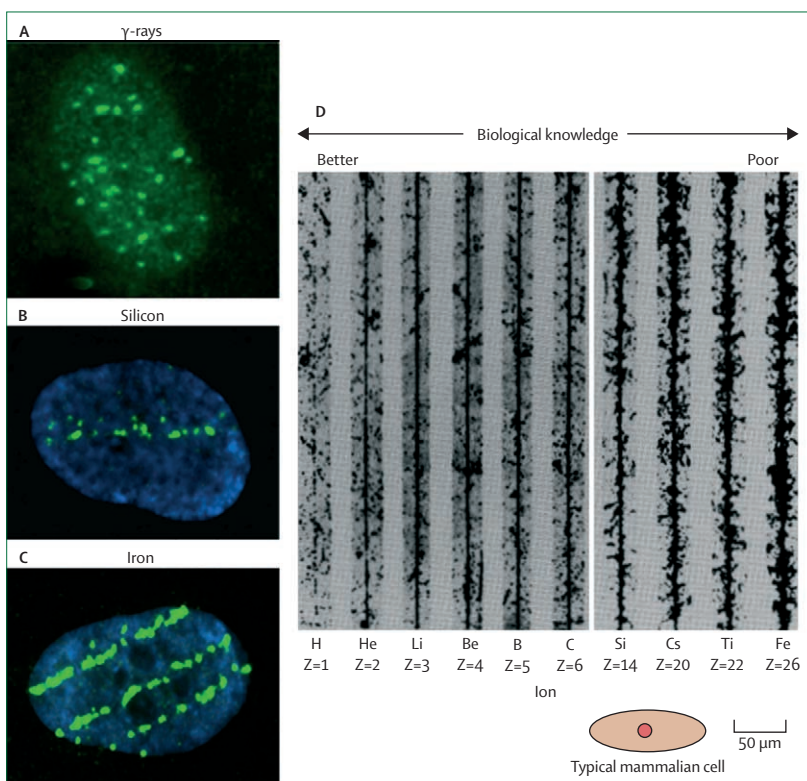 A
γ-rays
B
Silicon
C
Iron
D
Biological knowledge
Better
Poor
H He Li Be B C Si Cs Ti Fe
Z=1 Z=2 Z=3 Z=4 Z=5 Z=6 Z=14 Z=20 Z=22 Z=26
Ion
50 μm
Typical mammalian cell